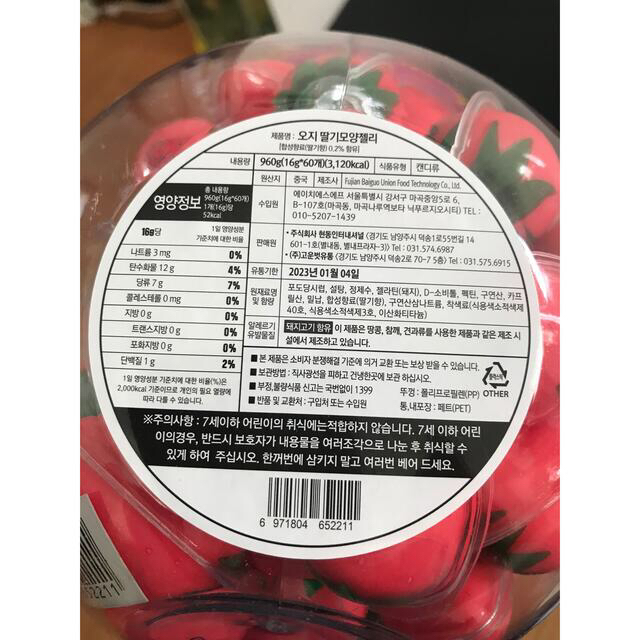 제품명 : 오지 딸기모양젤리
[합성향료(딸기향) 0.2% 함유]
내용량 960g(16g*60개)(3,120kcal) 식품유형 캔디류
영양정보
총 내용량
960g(16g*60개)
1개(16g)당
52kcal
16g당
1일 영양성분
기준치에 대한 비율
나트륨 3 mg 0%
탄수화물 12 g 4%
당류 7 g 7%
콜레스테롤 0 mg 0%
지방 0 g 0%
트랜스지방 0 g 0%
포화지방 0 g 0%
단백질 1 g 2%
1일 영양성분 기준치에 대한 비율(%)은
2,000kcal 기준이므로 개인의 필요 열량에
따라 다를 수 있습니다.
원산지 중국 제조사 Fujian Baiguo Union Food Technology Co., Ltd.
수입원
에이치에스에프 서울특별시 강서구 마곡중앙5로 6,
B-107호(마곡동, 마곡나루역보타닉푸르지오시티) TEL :
010-5207-1439
판매원
• 주식회사 현동인터내셔널 (경기도 남양주시 덕송1로55번길 14
601-1호(별내동, 별내프라자-3)) TEL : 031.574.6987
• (주)고운벗유통 (경기도 남양주시 덕송2로 70-7 5층) Tel : 031.575.6915
유통기한 2023년 01월 04일
원재료명
및 함량
포도당시럽, 설탕, 정제수, 젤라틴(돼지), D-소비톨, 펙틴, 구연산, 카프
릴산, 밀납, 합성향료(딸기향), 구연산삼나트륨, 착색료(식용색소적색제
40호, 식용색소적색제3호, 이산화티타늄)
알레르기
유발물질
돼지고기 함유 이 제품은 땅콩, 참깨, 견과류를 사용한 제품과 같은 제조 시
설에서 제조하고 있습니다.
■ 본 제품은 소비자 분쟁해결 기준에 의거 교환 또는 보상 받을 수 있습니다.
■ 보관방법 : 직사광선을 피하고 건냉한곳에 보관 하십시오.
■ 부정,불량식품 신고는 국번없이 1399
■ 반품 및 교환처 : 구입처 또는 수입원
뚜껑 : 폴리프로필렌(PP)
통,내포장 : 페트(PET)
플라스틱
OTHER
※주의사항 : 7세이하 어린이의 취식에는적합하지 않습니다. 7세 이하 어린
이의경우, 반드시 보호자가 내용물을 여러조각으로 나눈 후 취식할 수
있게 하여 주십시오. 한꺼번에 삼키지 말고 여러번 베어 드세요.
6 971804 652211
52211